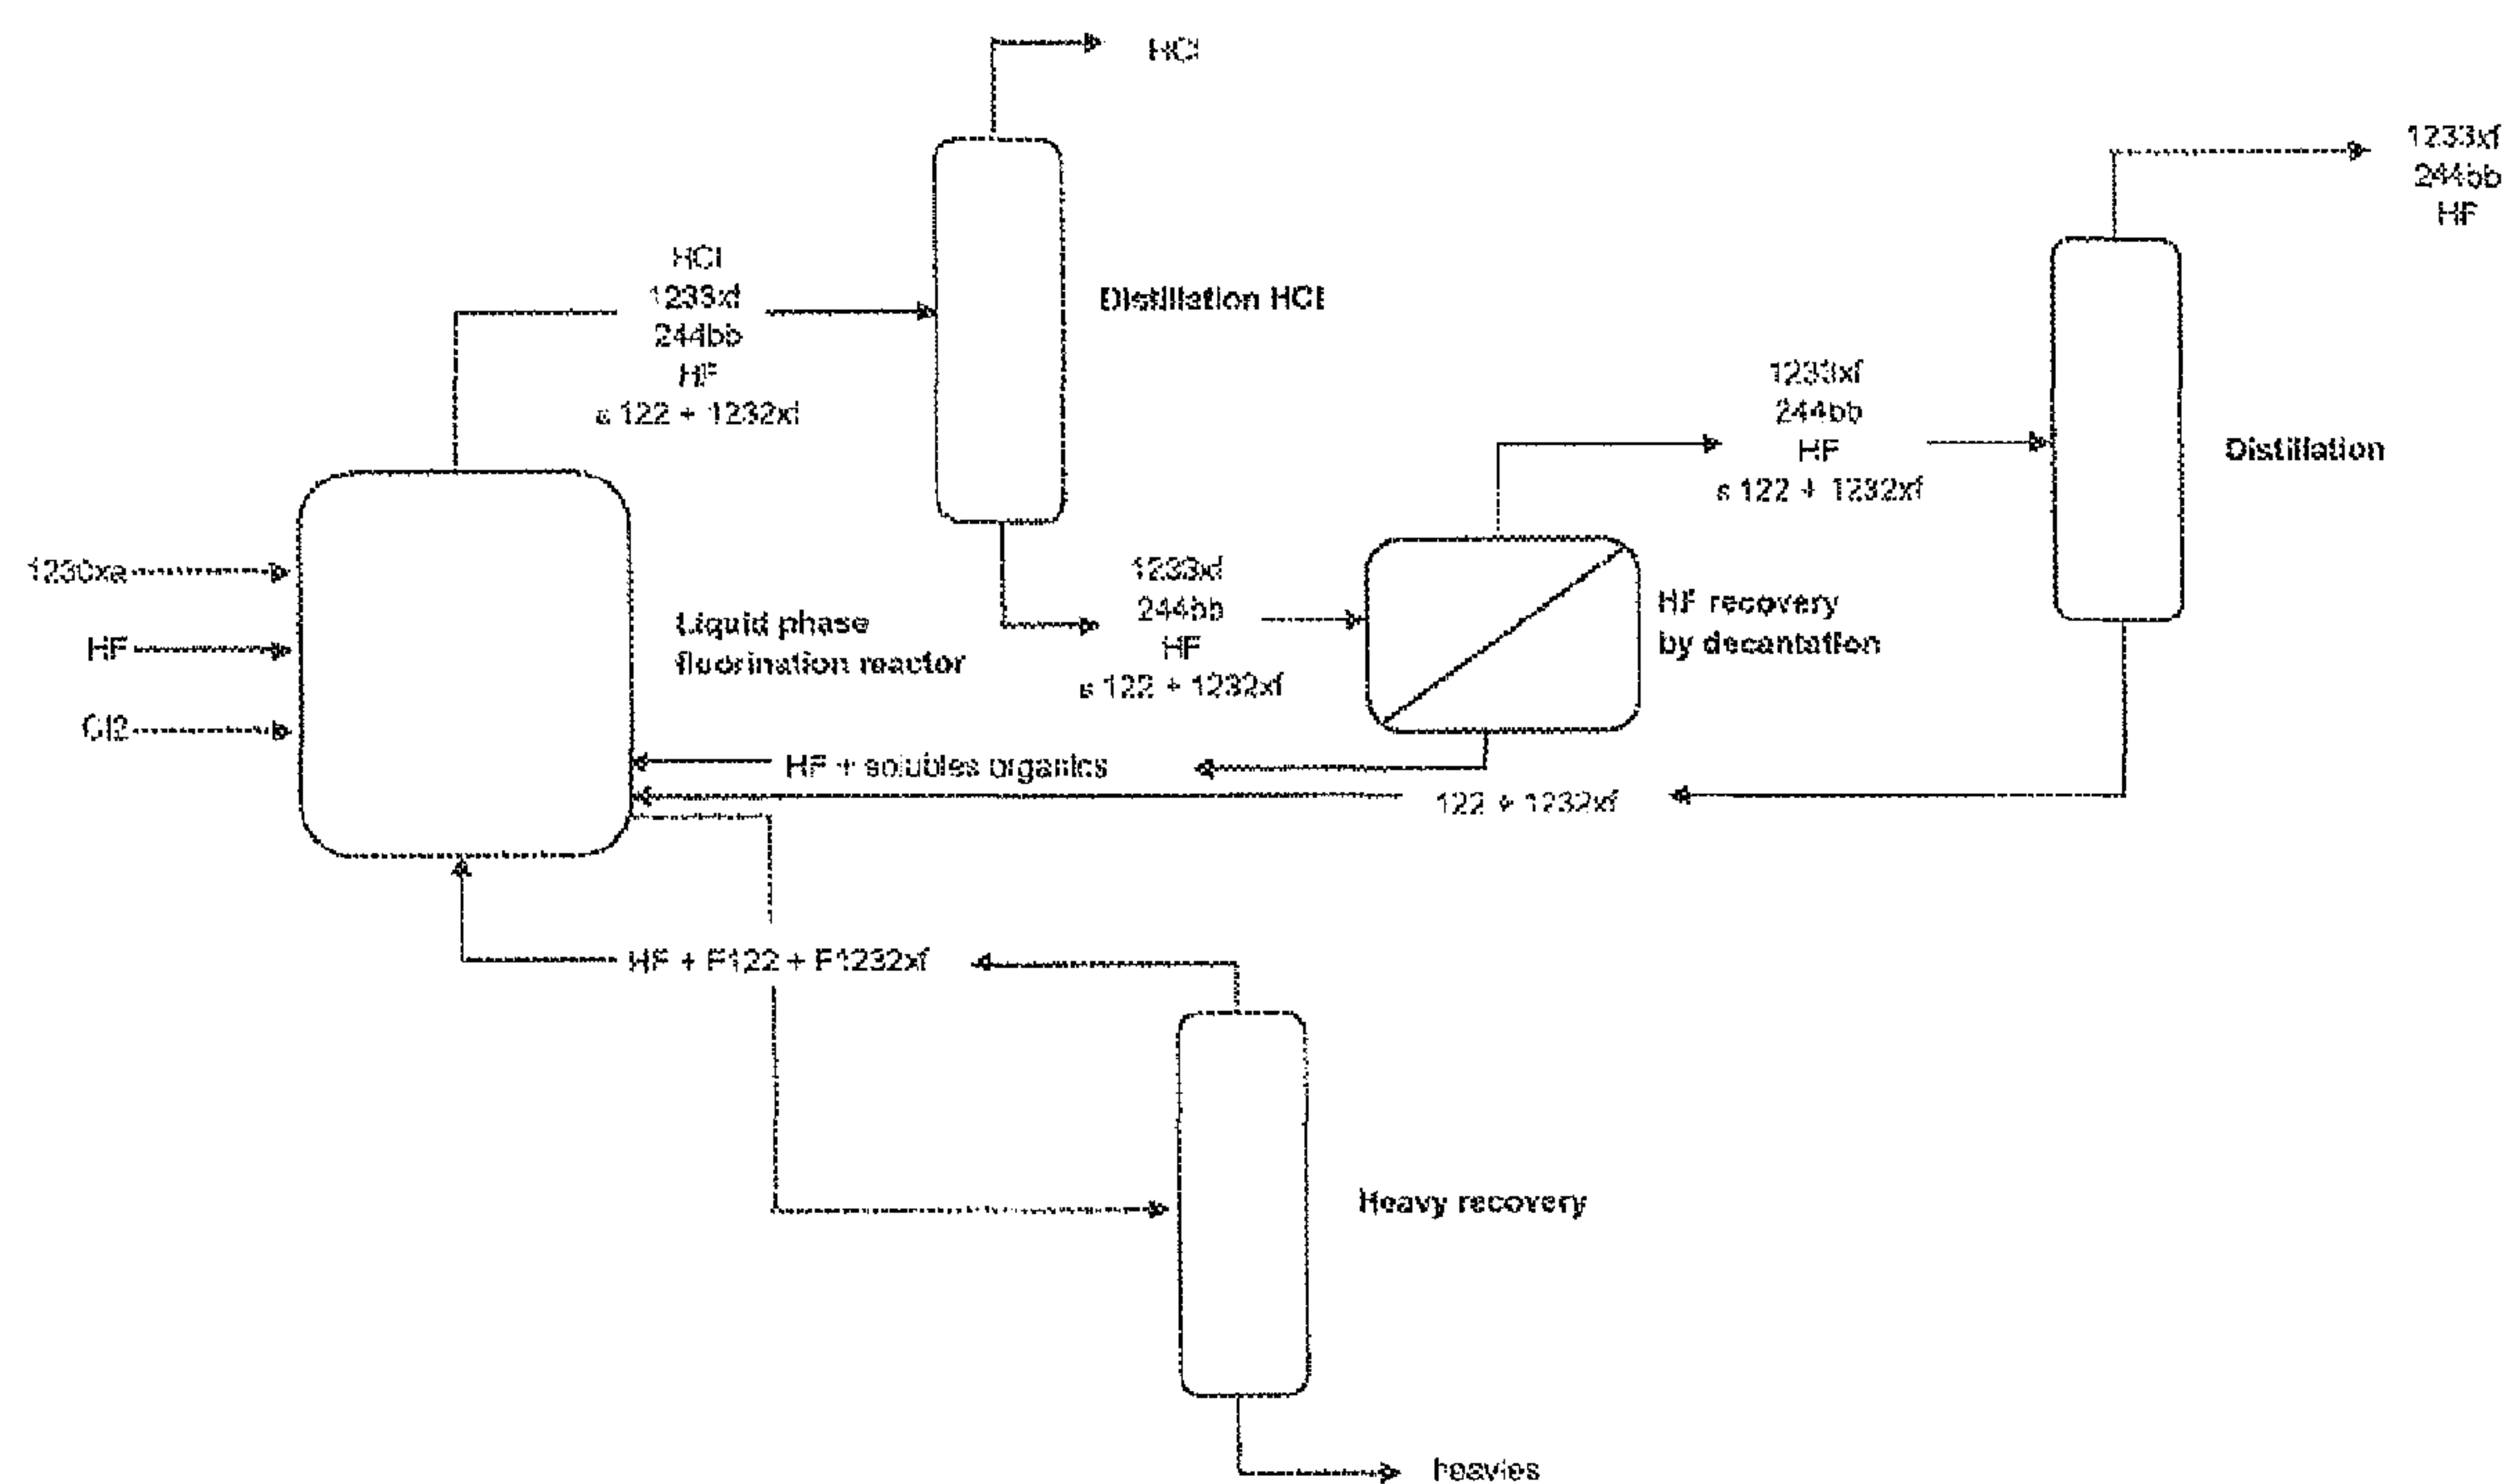 HCl
1233xf
244bb
HF
HCl
1233xf
244bb
HF
s 122 + 1232xf
Distillation HCl
1233xf
244bb
HF
s 122 + 1232xf
Distillation
1230xa
HF
Cl2
Liquid phase
fluorination reactor
1233xf
244bb
HF
s 122 + 1232xf
HF recovery
by decantation
HF + solubles organics
122 + 1232xf
HF + F122 + F1232xf
Heavy recovery
heavies